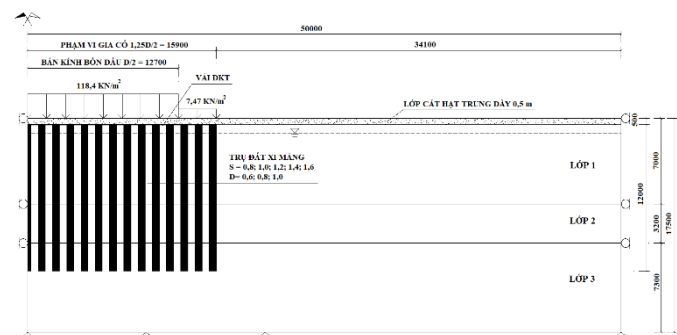 50000
PHẠM VI GIA CỐ 1,25D/2 = 15900
34100
BÁN KÍNH BỒN DẦU D/2 = 12700
VẢI ĐKT
118,4 KN/m²
7,47 KN/m²
LỚP CÁT HẠT TRUNG DÀY 0,5 m
500
TRỤ ĐẤT XI MĂNG
S = 0,8; 1,0; 1,2; 1,4; 1,6
D= 0,6; 0,8; 1,0
LỚP 1
7000
12000
LỚP 2
3200
17500
LỚP 3
7300